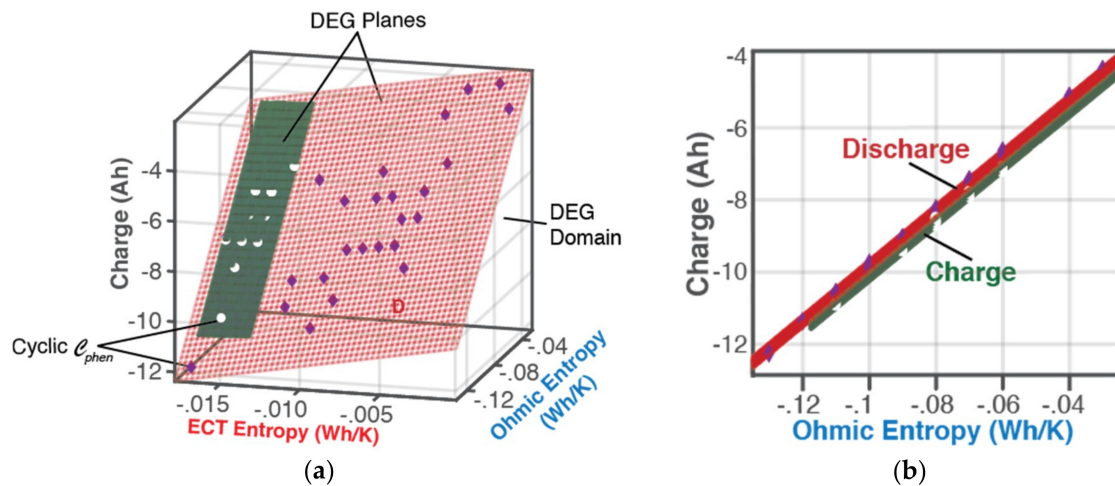 DEG Planes
-4
-6
-8
-10
-12
Charge (Ah)
DEG
Domain
D
Cyclic 𝒞phen
-.015
-.010
-.005
ECT Entropy (Wh/K)
-.04
-.08
-.12
Ohmic Entropy
(Wh/K)
(a)
-4
-6
-8
-10
-12
Charge (Ah)
Discharge
Charge
-.12
-.1
-.08
-.06
-.04
Ohmic Entropy (Wh/K)
(b)